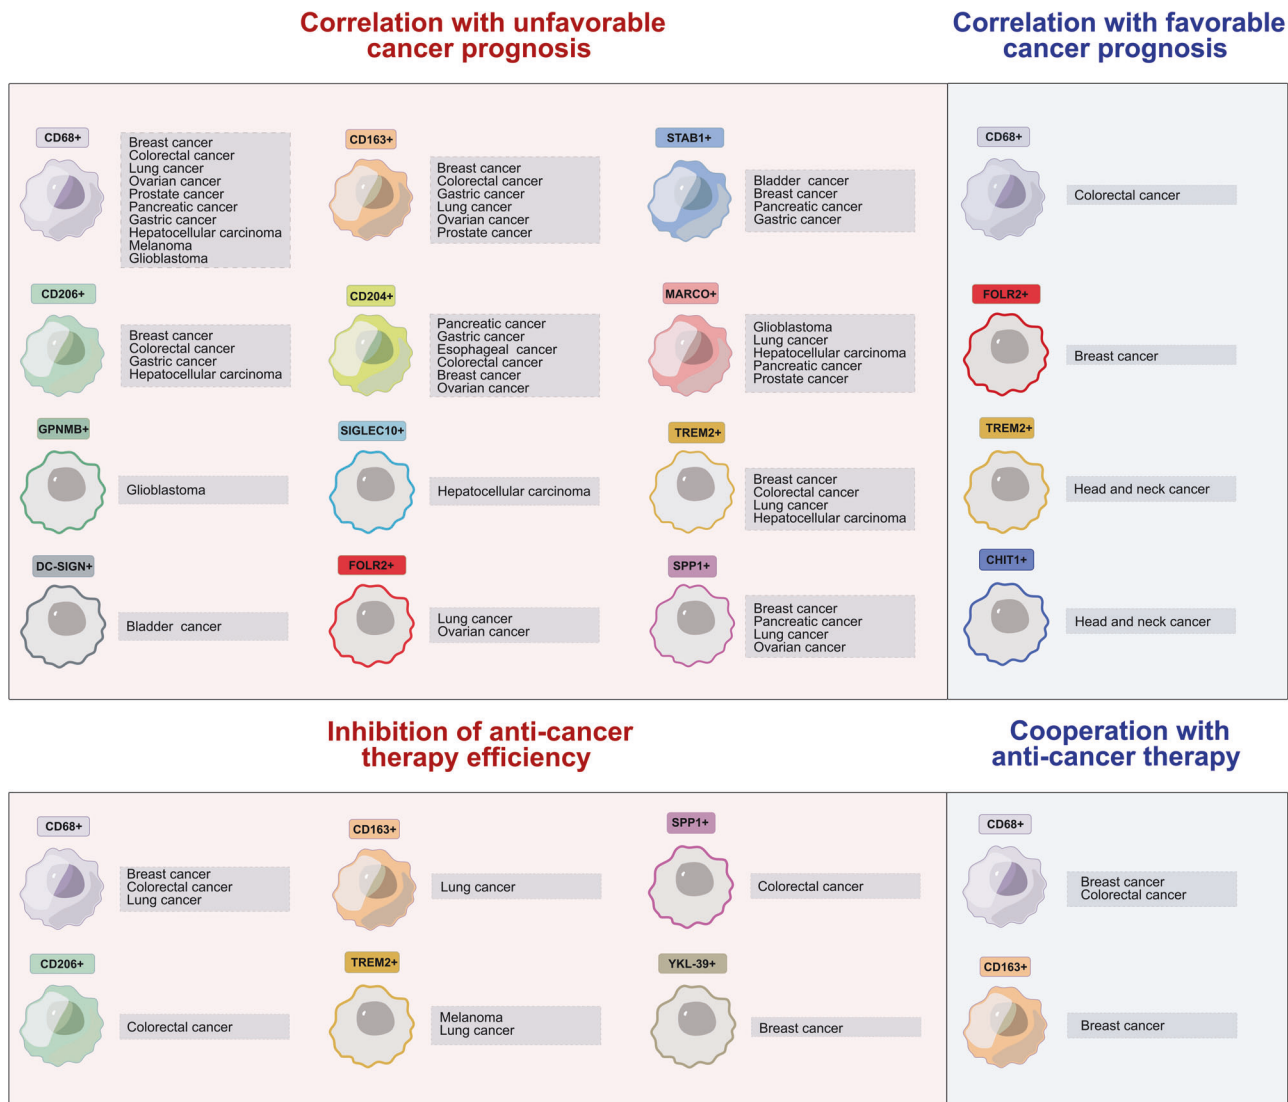 Correlation with unfavorable
cancer prognosis
Correlation with favorable
cancer prognosis
CD68+
Breast cancer
Colorectal cancer
Lung cancer
Ovarian cancer
Prostate cancer
Pancreatic cancer
Gastric cancer
Hepatocellular carcinoma
Melanoma
Glioblastoma
CD163+
Breast cancer
Colorectal cancer
Gastric cancer
Lung cancer
Ovarian cancer
Prostate cancer
STAB1+
Bladder cancer
Breast cancer
Pancreatic cancer
Gastric cancer
CD68+
Colorectal cancer
CD206+
Breast cancer
Colorectal cancer
Gastric cancer
Hepatocellular carcinoma
CD204+
Pancreatic cancer
Gastric cancer
Esophageal cancer
Colorectal cancer
Breast cancer
Ovarian cancer
MARCO+
Glioblastoma
Lung cancer
Hepatocellular carcinoma
Pancreatic cancer
Prostate cancer
FOLR2+
Breast cancer
GPNMB+
Glioblastoma
SIGLEC10+
Hepatocellular carcinoma
TREM2+
Breast cancer
Colorectal cancer
Lung cancer
Hepatocellular carcinoma
TREM2+
Head and neck cancer
DC-SIGN+
Bladder cancer
FOLR2+
Lung cancer
Ovarian cancer
SPP1+
Breast cancer
Pancreatic cancer
Lung cancer
Ovarian cancer
CHIT1+
Head and neck cancer
Inhibition of anti-cancer
therapy efficiency
Cooperation with
anti-cancer therapy
CD68+
Breast cancer
Colorectal cancer
Lung cancer
CD163+
Lung cancer
SPP1+
Colorectal cancer
CD68+
Breast cancer
Colorectal cancer
CD206+
Colorectal cancer
TREM2+
Melanoma
Lung cancer
YKL-39+
Breast cancer
CD163+
Breast cancer